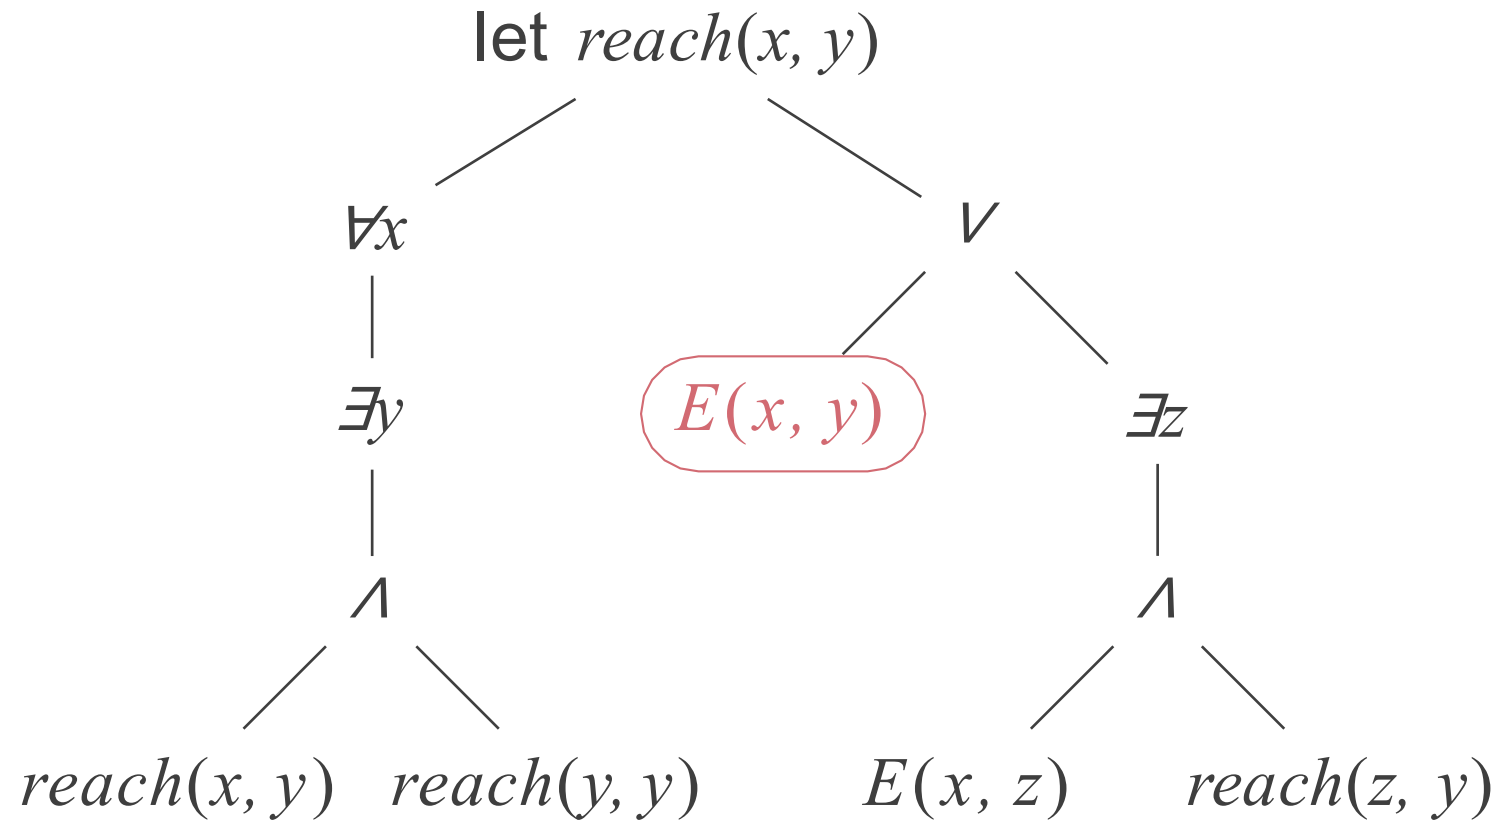 let reach(x, y)
∀x ∨
∃y E(x, y) ∃z
∧ ∧
reach(x, y) reach(y, y) E(x, z) reach(z, y)